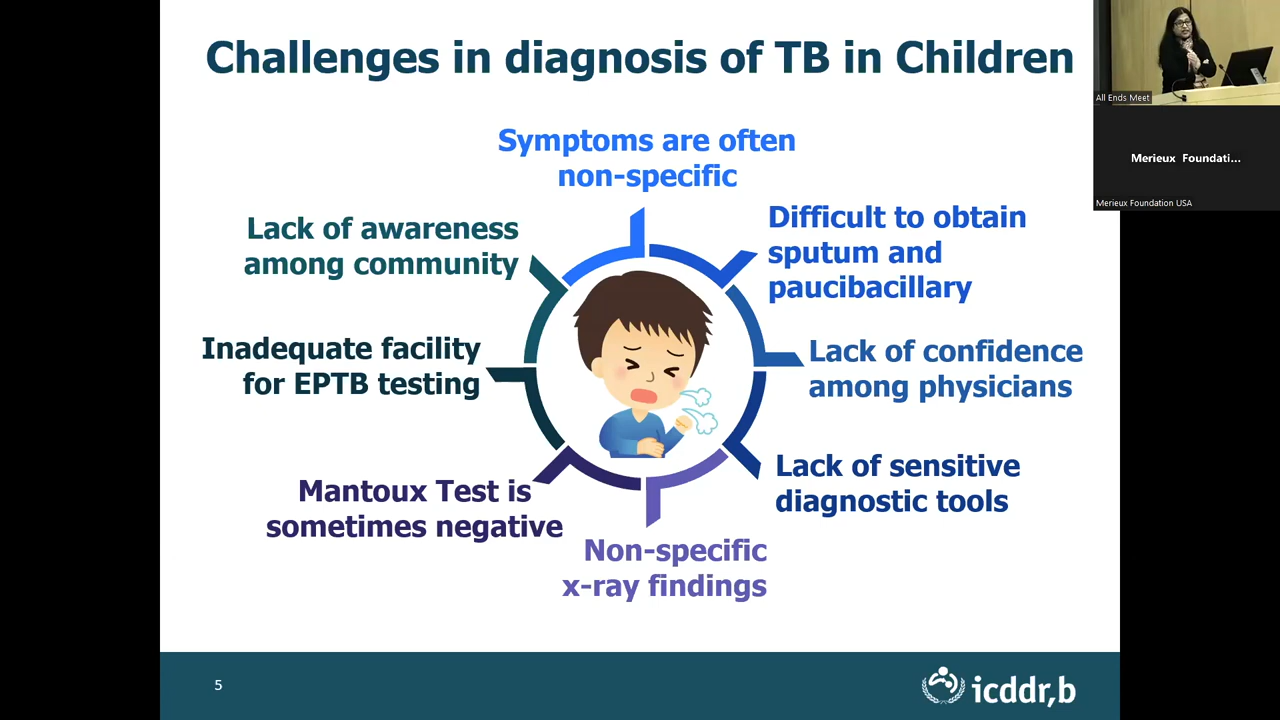 Challenges in diagnosis of TB in Children
All Ends Meet
Merieux Foundati...
Merieux Foundation USA
Symptoms are often
non-specific
Difficult to obtain
sputum and
paucibacillary
Lack of confidence
among physicians
Lack of sensitive
diagnostic tools
Non-specific
x-ray findings
Mantoux Test is
sometimes negative
Inadequate facility
for EPTB testing
Lack of awareness
among community
5
icddr,b